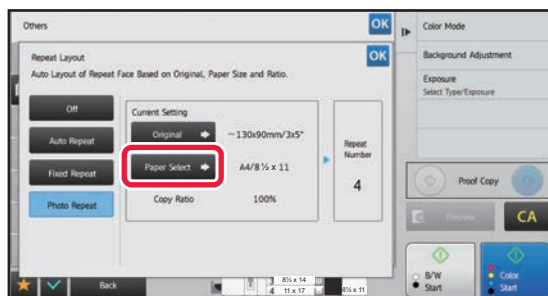 Others
OK
Repeat Layout
OK
Auto Layout of Repeat Face Based on Original, Paper Size and Ratio.
Off
Auto Repeat
Fixed Repeat
Photo Repeat
Current Setting
Original
~130x90mm/3x5"
Paper Select
A4/8 ½ x 11
Copy Ratio
100%
Repeat
Number
4
Color Mode
Background Adjustment
Exposure
Select Type/Exposure
Proof Copy
Preview
CA
B/W
Start
Color
Start
Back
8½ x 14
4
11 x 17
8½ x 11